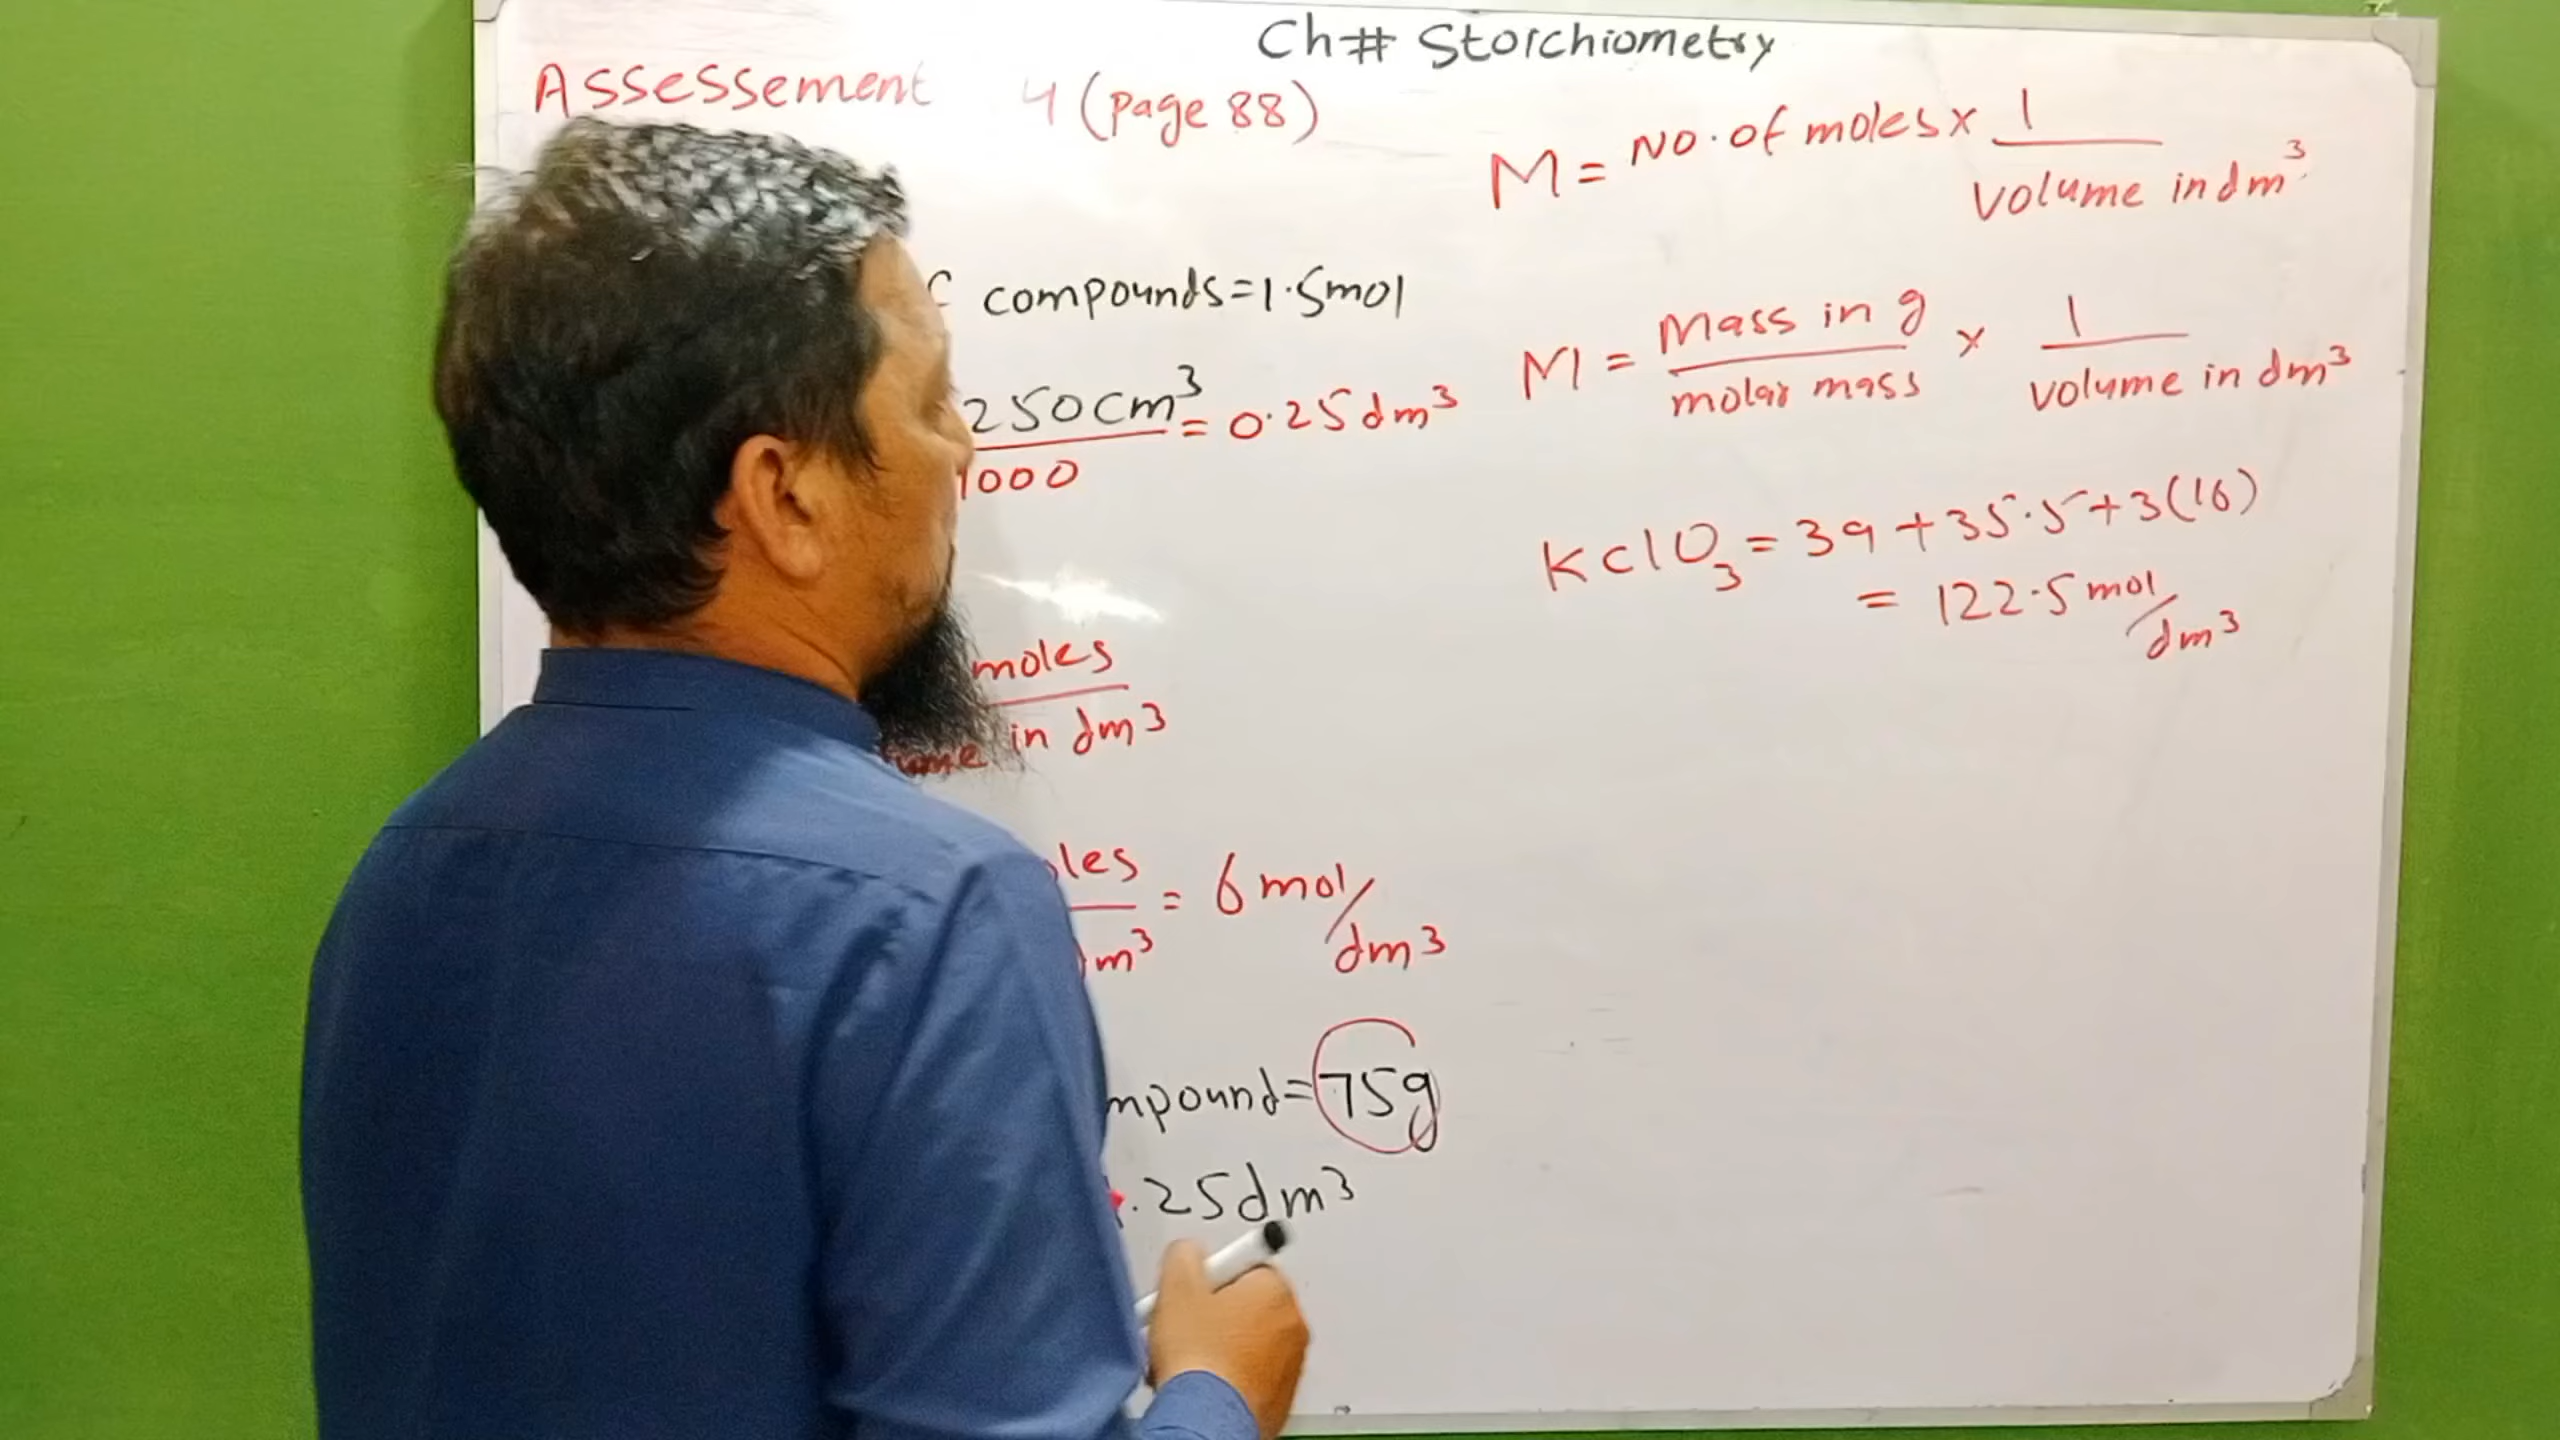 Ch# Stoichiometry
Assessement 4 (page 88)
compounds=1.5mol
250cm³ = 0.25dm³
1000
moles
in dm³
= 6 mol/dm³
m³
mpound=75g
.25dm³
M = No. of moles x 1
volume in dm³
M = Mass in g x 1
molar mass volume in dm³
KClO₃ = 39 + 35.5 + 3(16)
= 122.5 mol/dm³